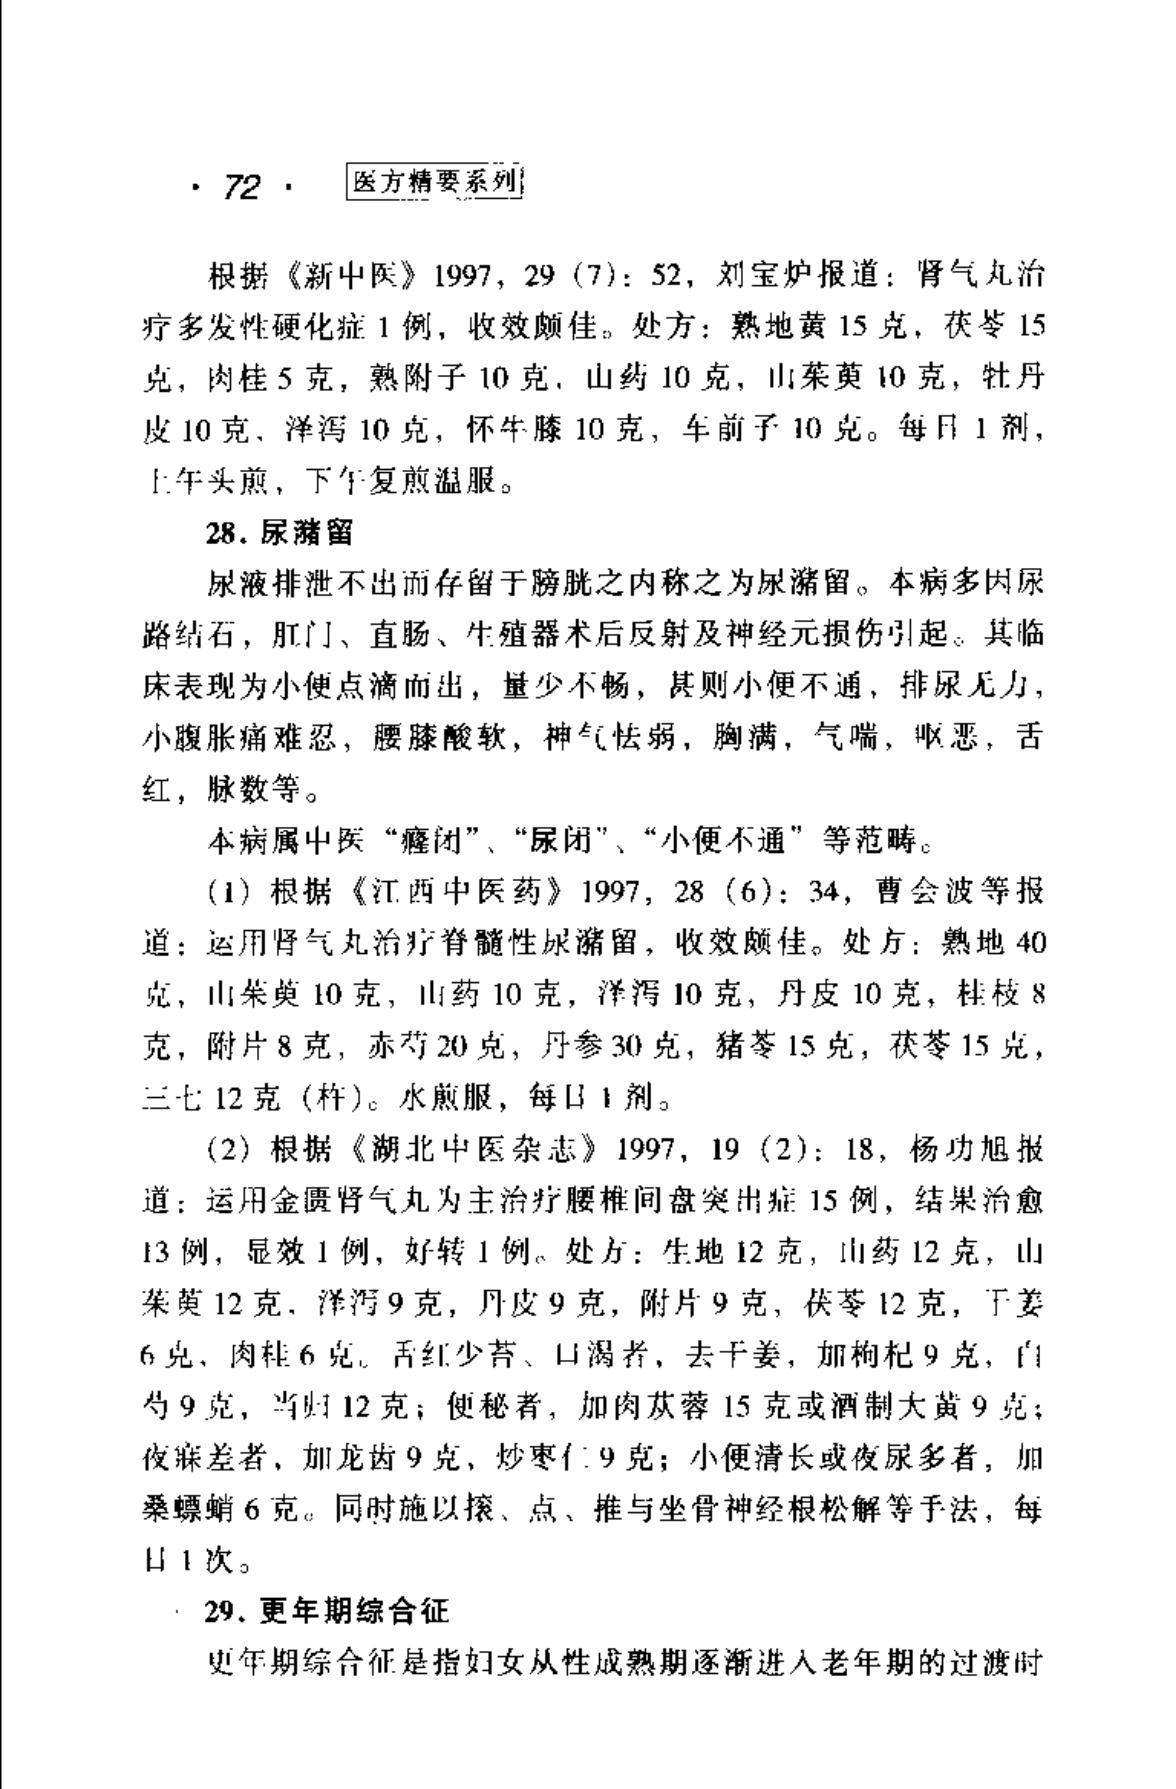 · 72 · 医方精要系列
根据《新中医》1997，29（7）：52，刘宝炉报道：肾气丸治
疗多发性硬化症 1 例，收效颇佳。处方：熟地黄 15 克，茯苓 15
克，肉桂 5 克，熟附子 10 克，山药 10 克，山茱萸 10 克，牡丹
皮 10 克，泽泻 10 克，怀牛膝 10 克，车前子 10 克。每日 1 剂，
上午头煎，下午复煎温服。
28. 尿潴留
尿液排泄不出而存留于膀胱之内称之为尿潴留。本病多因尿
路结石，肛门、直肠、生殖器术后反射及神经元损伤引起。其临
床表现为小便点滴而出，量少不畅，甚则小便不通，排尿无力，
小腹胀痛难忍，腰膝酸软，神气怯弱，胸满，气喘，呕恶，舌
红，脉数等。
本病属中医“癃闭”、“尿闭”、“小便不通”等范畴。
（1）根据《江西中医药》1997，28（6）：34，曹会波等报
道：运用肾气丸治疗脊髓性尿潴留，收效颇佳。处方：熟地 40
克，山茱萸 10 克，山药 10 克，泽泻 10 克，丹皮 10 克，桂枝 8
克，附片 8 克，赤芍 20 克，丹参 30 克，猪苓 15 克，茯苓 15 克，
三七 12 克（杵）。水煎服，每日 1 剂。
（2）根据《湖北中医杂志》1997，19（2）：18，杨功旭报
道：运用金匮肾气丸为主治疗腰椎间盘突出症 15 例，结果治愈
13 例，显效 1 例，好转 1 例。处方：生地 12 克，山药 12 克，山
茱萸 12 克，泽泻 9 克，丹皮 9 克，附片 9 克，茯苓 12 克，干姜
6 克，肉桂 6 克。舌红少苔、口渴者，去干姜，加枸杞 9 克，白
芍 9 克，当归 12 克；便秘者，加肉苁蓉 15 克或酒制大黄 9 克；
夜寐差者，加龙齿 9 克，炒枣仁 9 克；小便清长或夜尿多者，加
桑螵蛸 6 克。同时施以㨰、点、推与坐骨神经根松解等手法，每
日 1 次。
29. 更年期综合征
更年期综合征是指妇女从性成熟期逐渐进入老年期的过渡时